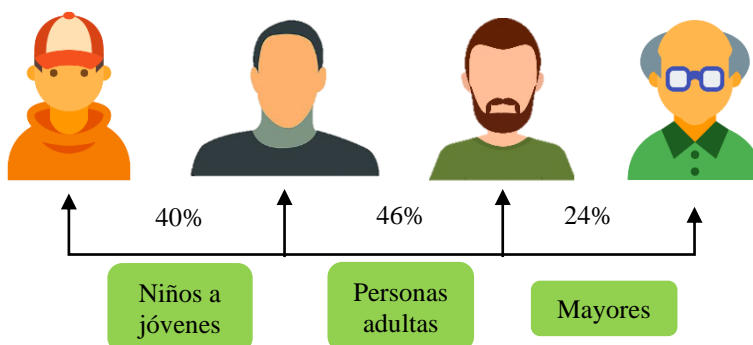 40%
46%
24%
Niños a
jóvenes
Personas
adultas
Mayores